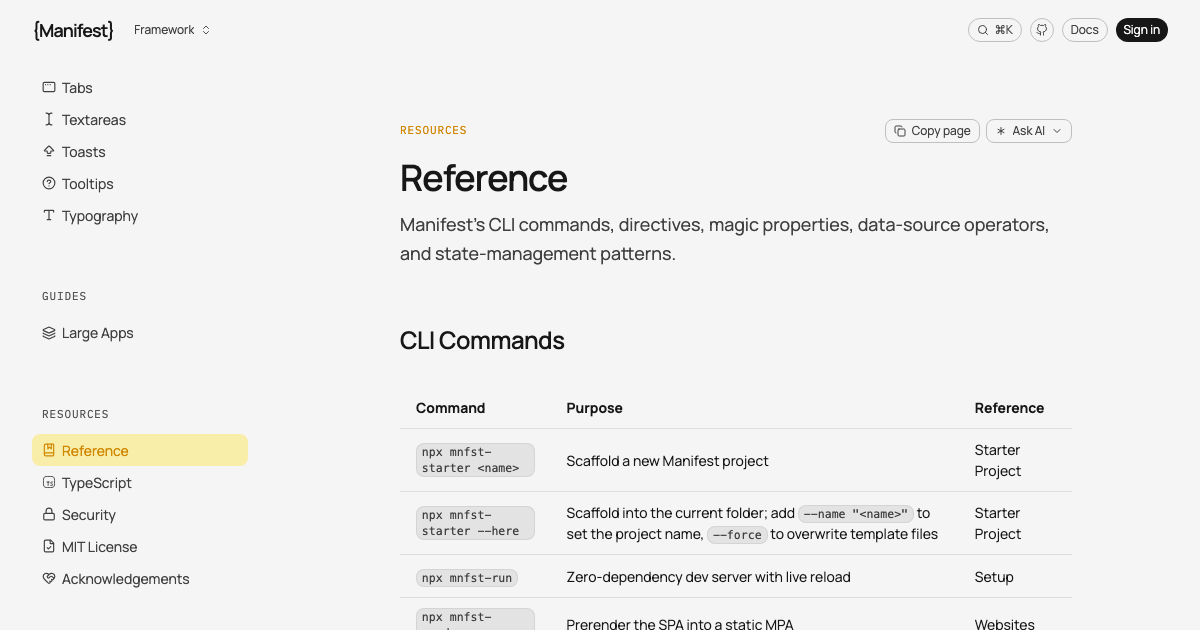 {Manifest} Framework ⌘K Docs Sign in
Tabs
Textareas
Toasts
Tooltips
Typography
GUIDES
Large Apps
RESOURCES
Reference
TypeScript
Security
MIT License
Acknowledgements
RESOURCES
Copy page Ask AI
Reference
Manifest's CLI commands, directives, magic properties, data-source operators,
and state-management patterns.
CLI Commands
Command Purpose Reference
npx mnfst-
starter <name>
Scaffold a new Manifest project
Starter
Project
npx mnfst-
starter --here
Scaffold into the current folder; add --name "<name>" to
set the project name, --force to overwrite template files
Starter
Project
npx mnfst-run Zero-dependency dev server with live reload Setup
npx mnfst-
Prerender the SPA into a static MPA
Websites